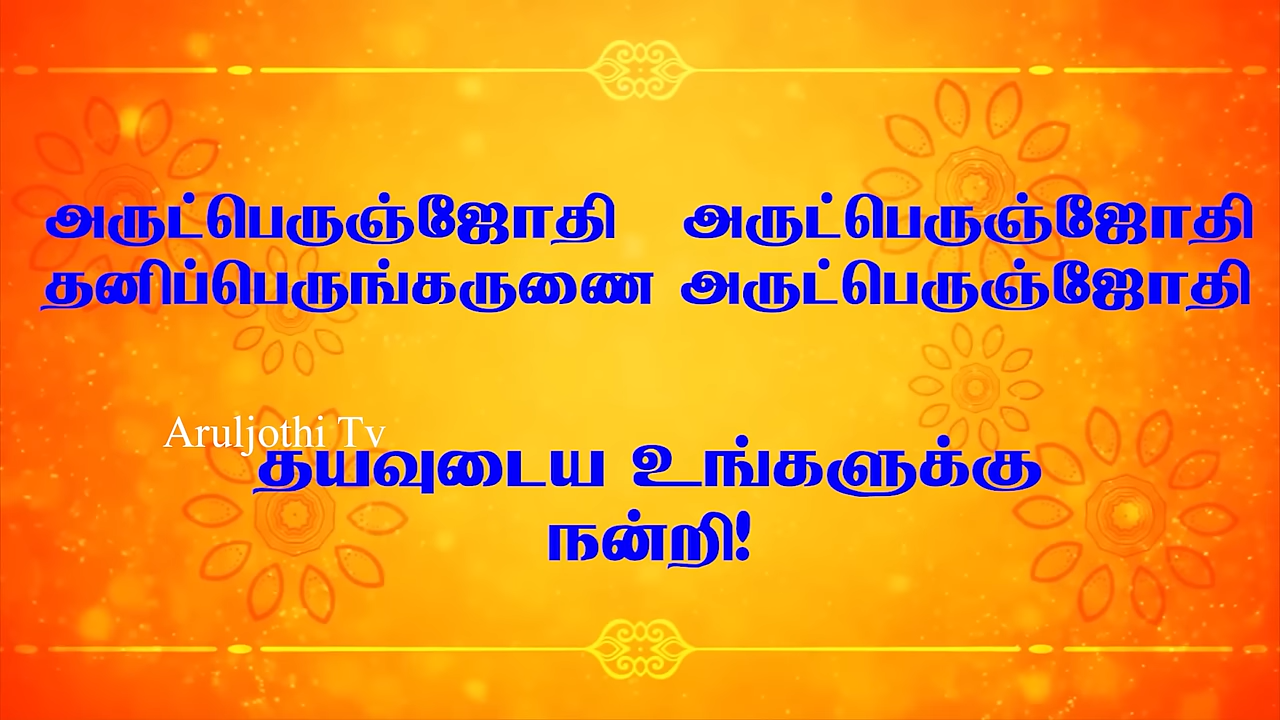 அருட்பெருஞ்ஜோதி அருட்பெருஞ்ஜோதி
தனிப்பெருங்கருணை அருட்பெருஞ்ஜோதி
Aruljothi Tv
தயவுடைய உங்களுக்கு
நன்றி!